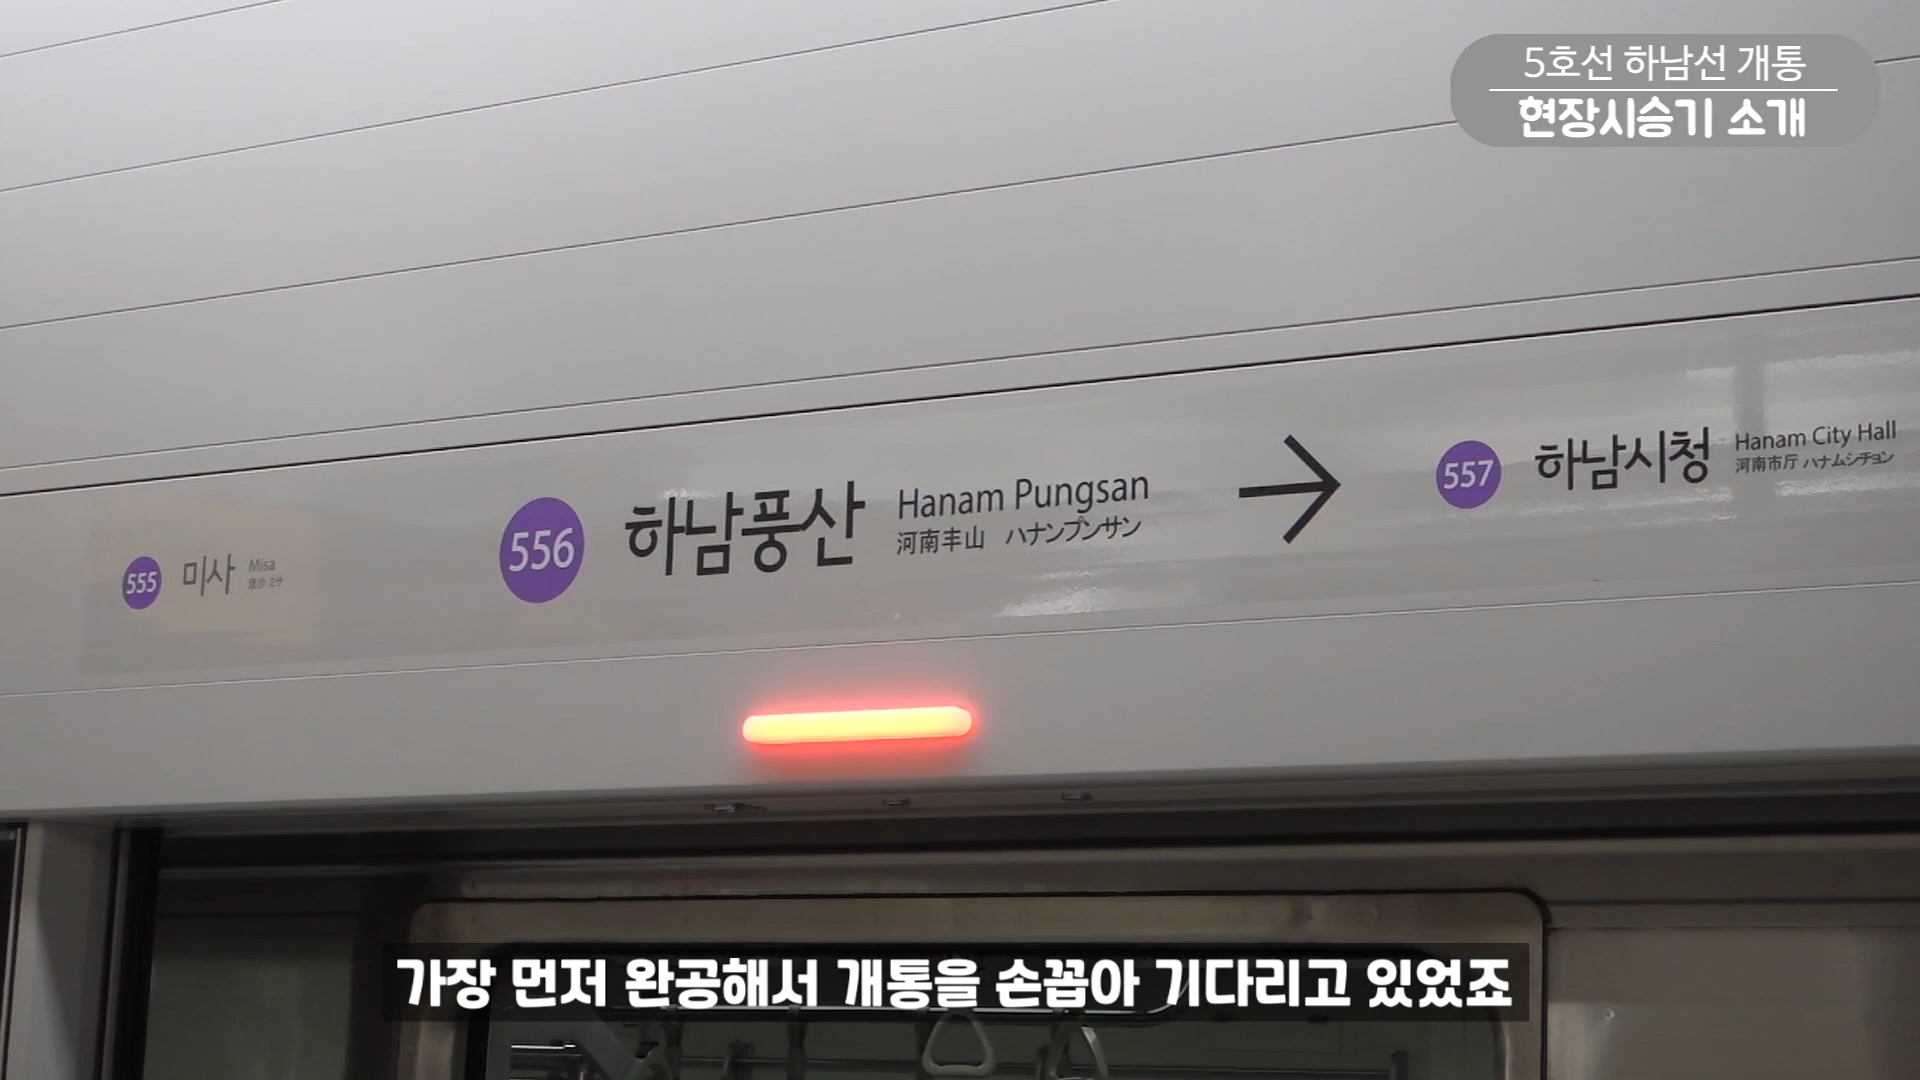 5호선 하남선 개통
현장시승기 소개
555 미사 Misa
渼沙 ミサ
556 하남풍산 Hanam Pungsan
河南丰山 ハナンプンサン
557 하남시청 Hanam City Hall
河南市厅 ハナムシチョン
가장 먼저 완공해서 개통을 손꼽아 기다리고 있었죠